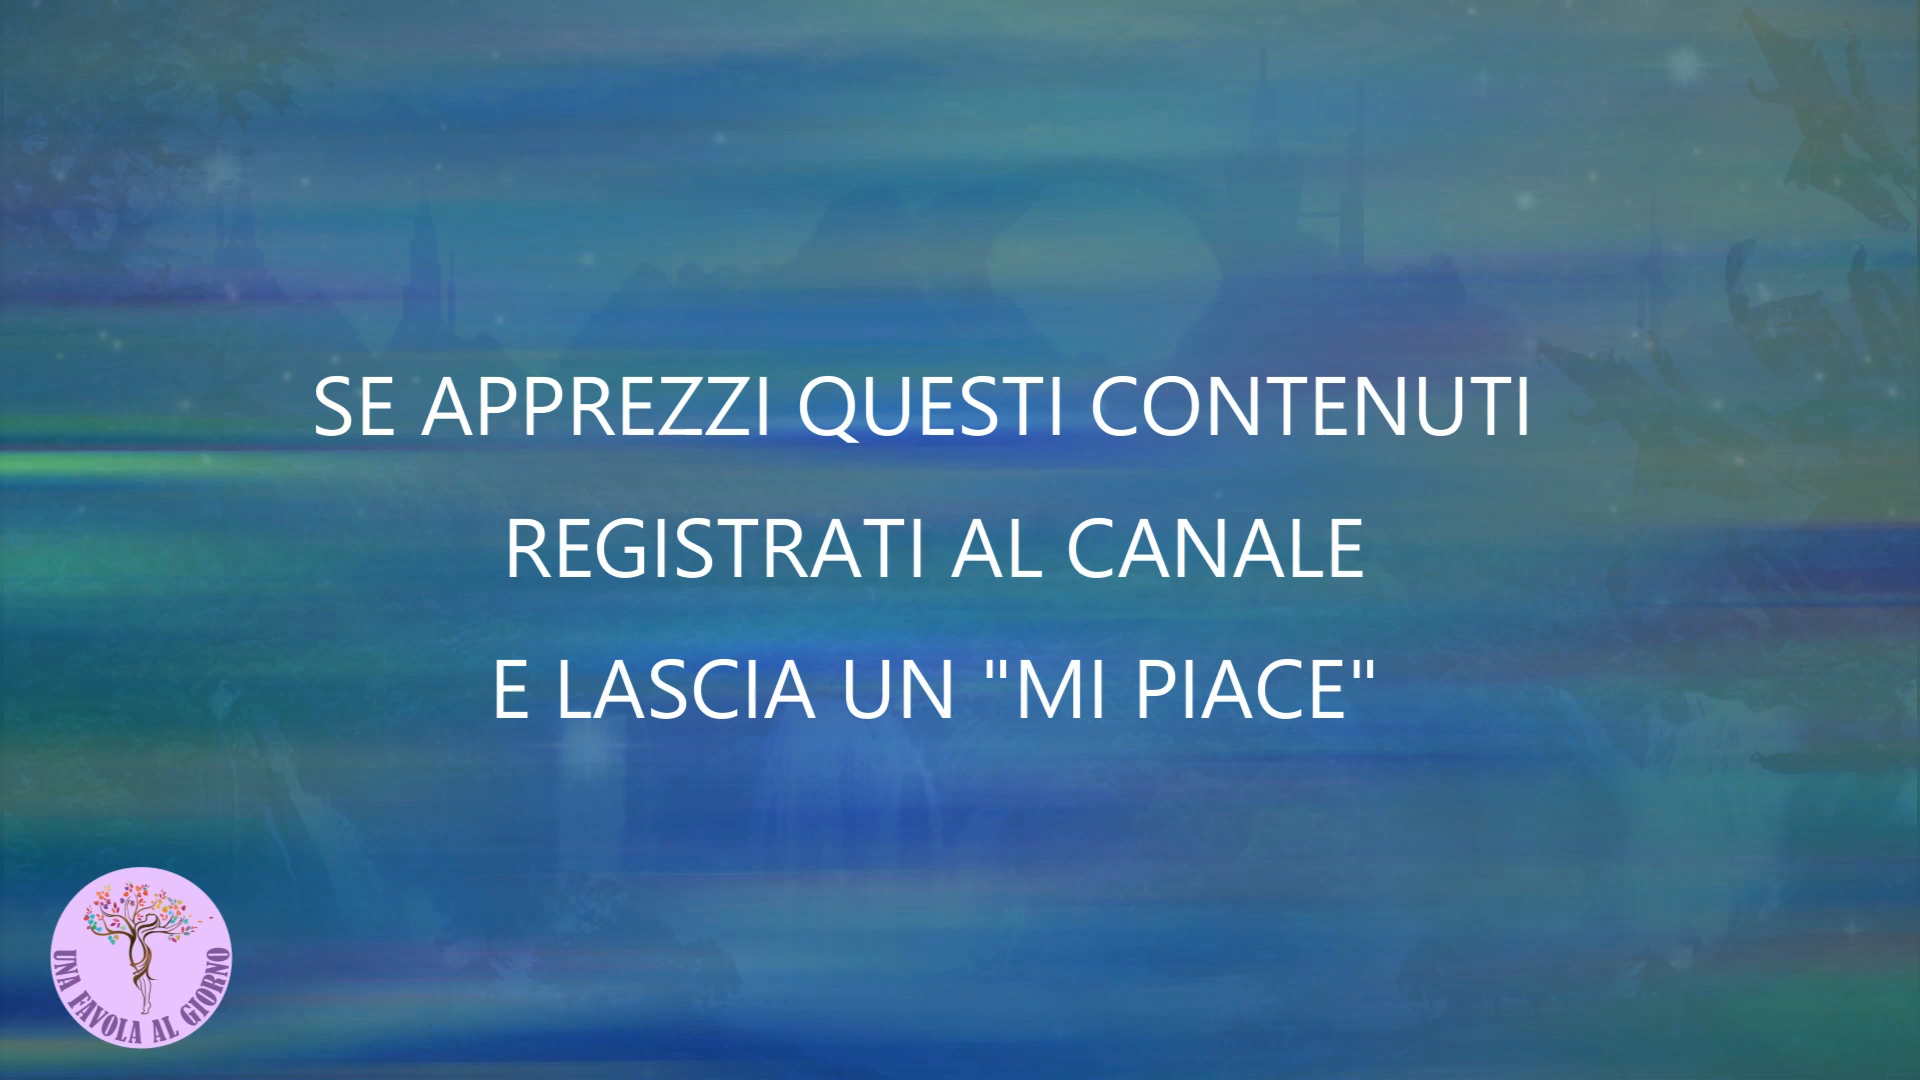 SE APPREZZI QUESTI CONTENUTI
REGISTRATI AL CANALE
E LASCIA UN "MI PIACE"
UNA FAVOLA AL GIORNO